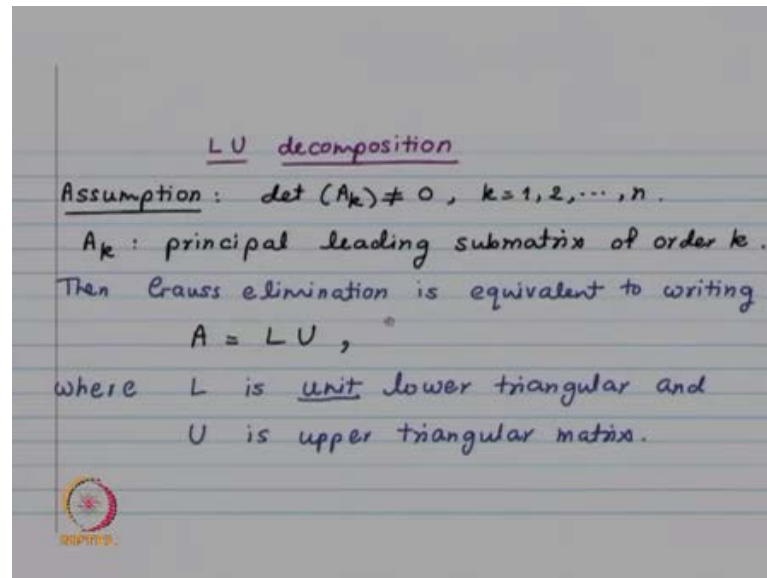 LU decomposition
Assumption : det (Ak) ≠ 0 , k = 1, 2, ..., n .
Ak : principal leading submatrix of order k .
Then Gauss elimination is equivalent to writing
A = LU ,
where L is unit lower triangular and
U is upper triangular matrix.
NPTEL